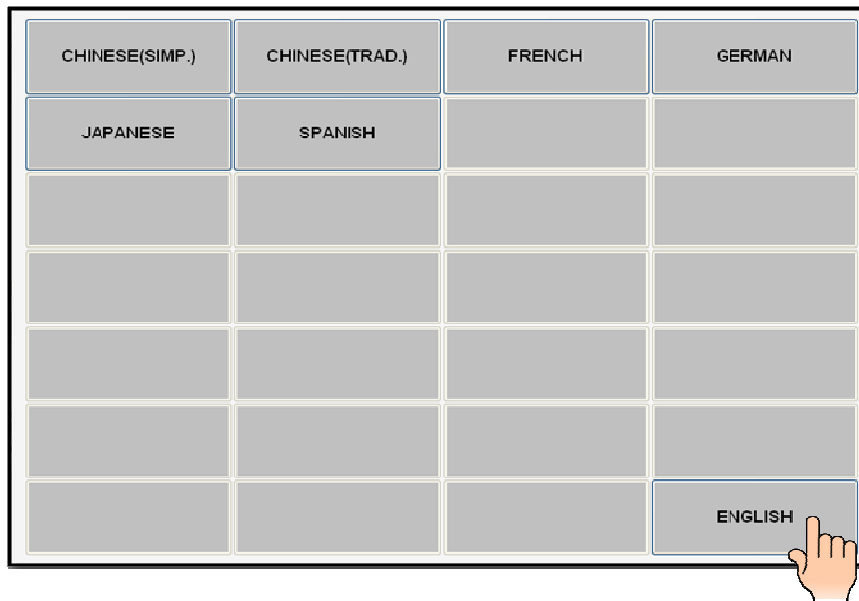 CHINESE(SIMP.) CHINESE(TRAD.) FRENCH GERMAN
JAPANESE SPANISH
ENGLISH